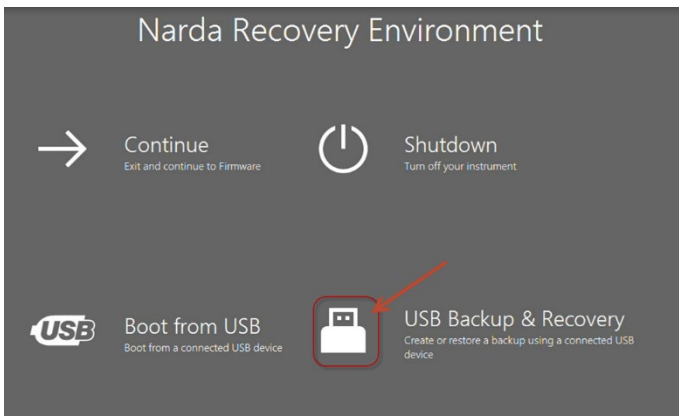 Narda Recovery Environment
Continue
Exit and continue to Firmware
Shutdown
Turn off your instrument
USB
Boot from USB
Boot from a connected USB device
USB Backup & Recovery
Create or restore a backup using a connected USB
device